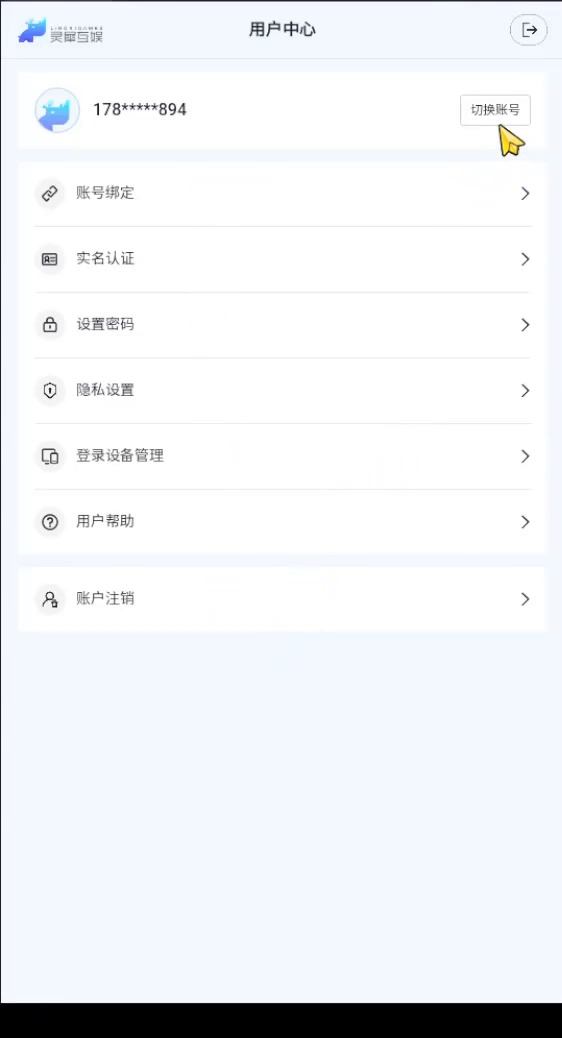 LINGXIGAMES
灵犀互娱
用户中心
178*****894
切换账号
账号绑定
实名认证
设置密码
隐私设置
登录设备管理
用户帮助
账户注销